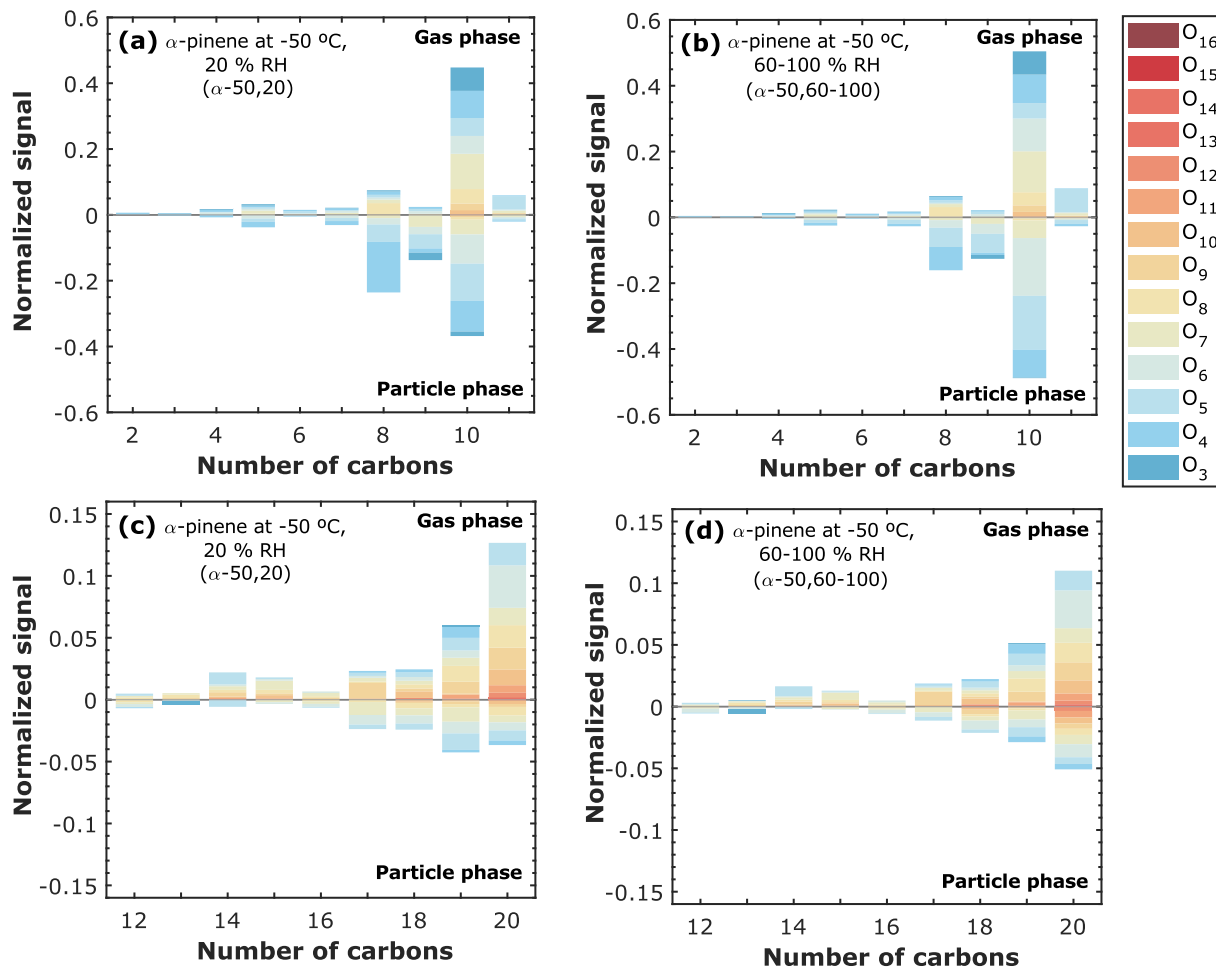 (a) α-pinene at -50 ºC,
20 % RH
(α-50,20)
Gas phase
Particle phase
Normalized signal
0.6
0.4
0.2
0
-0.2
-0.4
-0.6
2 4 6 8 10
Number of carbons
(b) α-pinene at -50 ºC,
60-100 % RH
(α-50,60-100)
Gas phase
Particle phase
Normalized signal
0.6
0.4
0.2
0
-0.2
-0.4
-0.6
2 4 6 8 10
Number of carbons
O16
O15
O14
O13
O12
O11
O10
O9
O8
O7
O6
O5
O4
O3
(c) α-pinene at -50 ºC,
20 % RH
(α-50,20)
Gas phase
Particle phase
Normalized signal
0.15
0.1
0.05
0
-0.05
-0.1
-0.15
12 14 16 18 20
Number of carbons
(d) α-pinene at -50 ºC,
60-100 % RH
(α-50,60-100)
Gas phase
Particle phase
Normalized signal
0.15
0.1
0.05
0
-0.05
-0.1
-0.15
12 14 16 18 20
Number of carbons